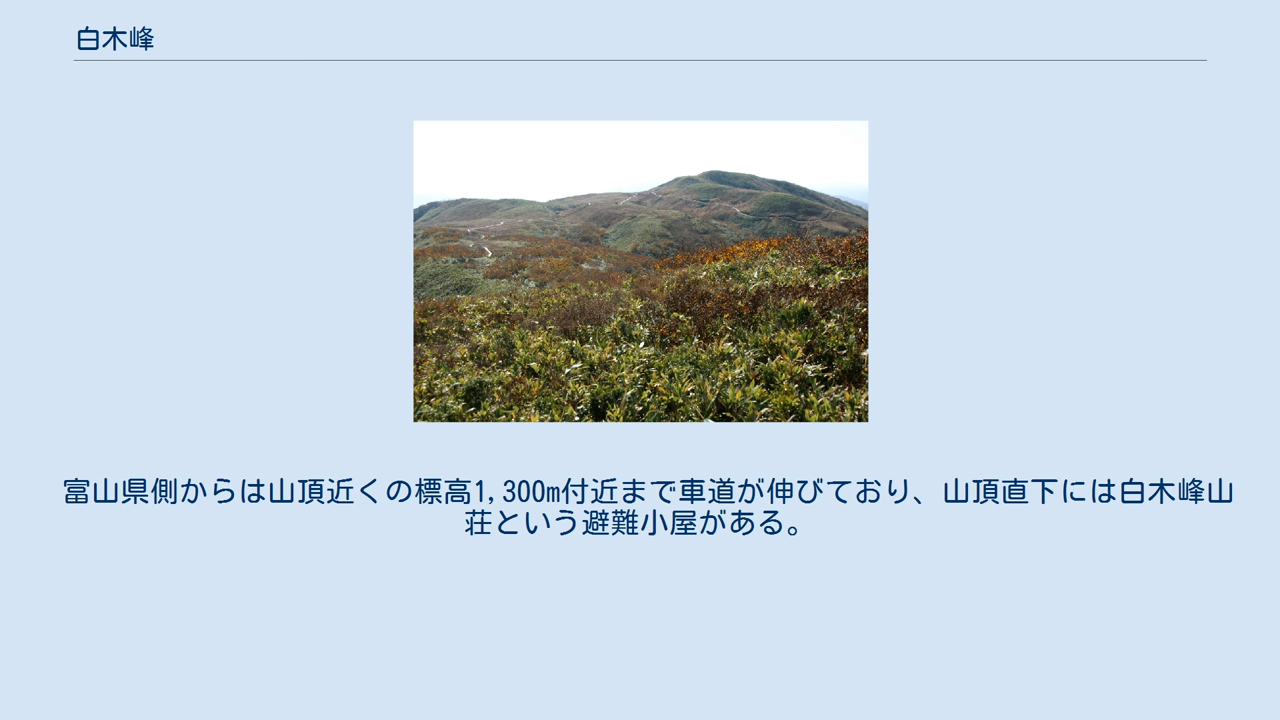 白木峰
富山県側からは山頂近くの標高1,300m付近まで車道が伸びており、山頂直下には白木峰山
荘という避難小屋がある。